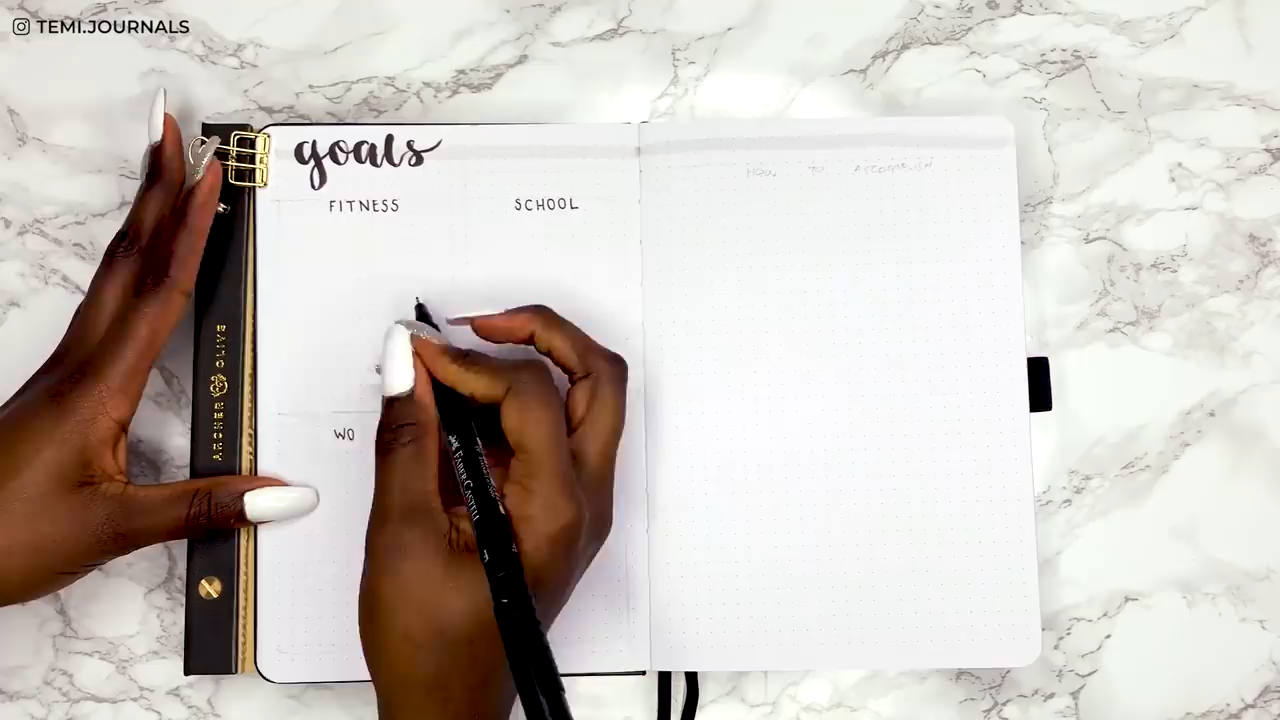 TEMI.JOURNALS
goals
FITNESS
SCHOOL
HOW TO ACCOMPLISH
WO
ARCHER OLIVE
FABER-CASTELL